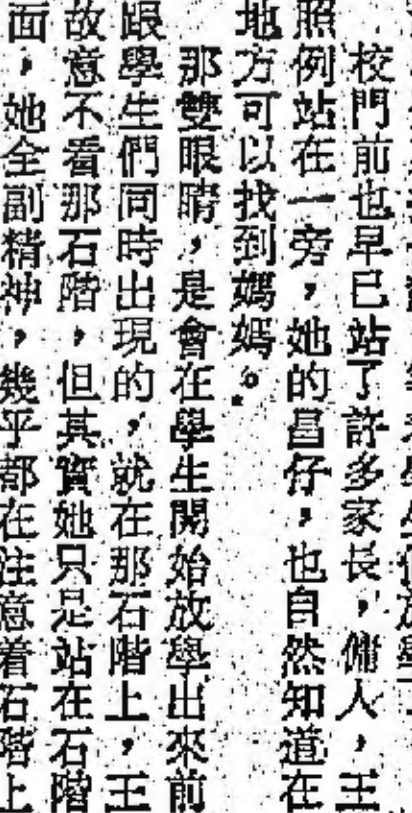 校門前也早已站了許多家長，傭人，王
照例站在一旁，她的昌仔，也自然知道在
地方可以找到媽媽。
那雙眼睛，是會在學生開始放學出來前
跟學生們同時出現的，就在那石階上，王
故意不看那石階，但其實她只是站在石階
面，她全副精神，幾乎都在注意着石階上